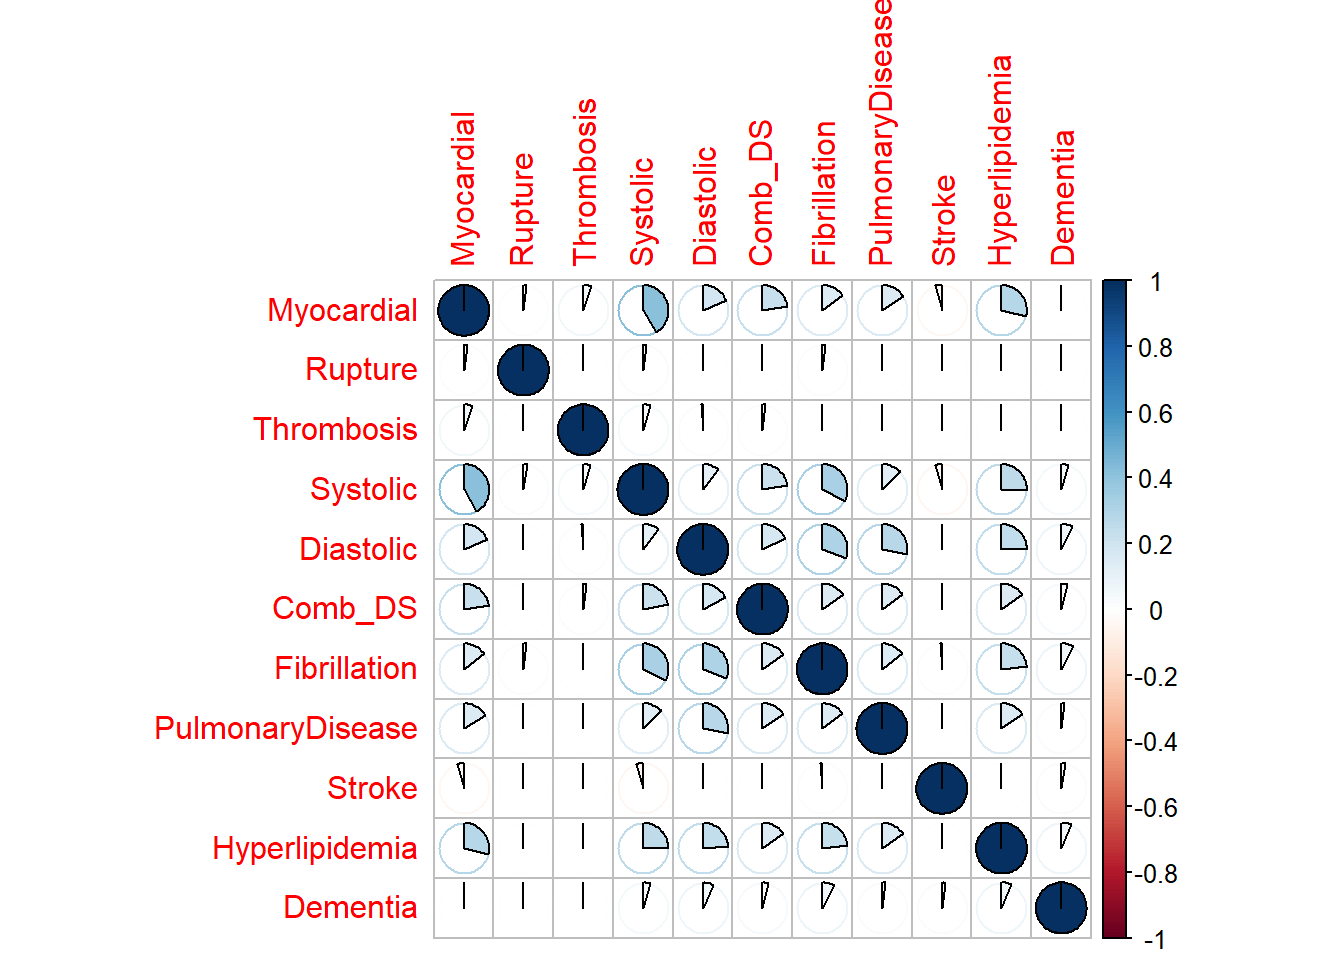 Myocardial
Rupture
Thrombosis
Systolic
Diastolic
Comb_DS
Fibrillation
PulmonaryDisease
Stroke
Hyperlipidemia
Dementia
Myocardial
Rupture
Thrombosis
Systolic
Diastolic
Comb_DS
Fibrillation
PulmonaryDisease
Stroke
Hyperlipidemia
Dementia
1
0.8
0.6
0.4
0.2
0
-0.2
-0.4
-0.6
-0.8
-1